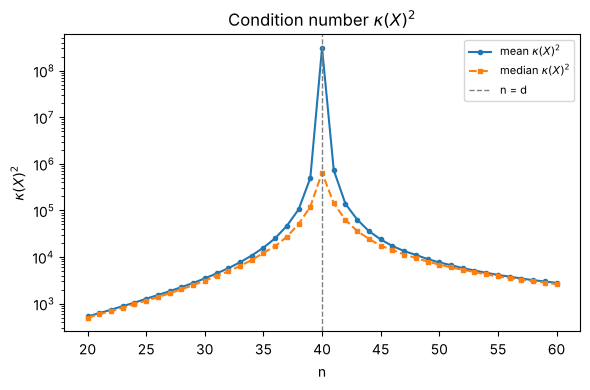 Condition number κ(X)²
10⁸
10⁷
10⁶
10⁵
10⁴
10³
κ(X)²
20 25 30 35 40 45 50 55 60
n
mean κ(X)²
median κ(X)²
n = d